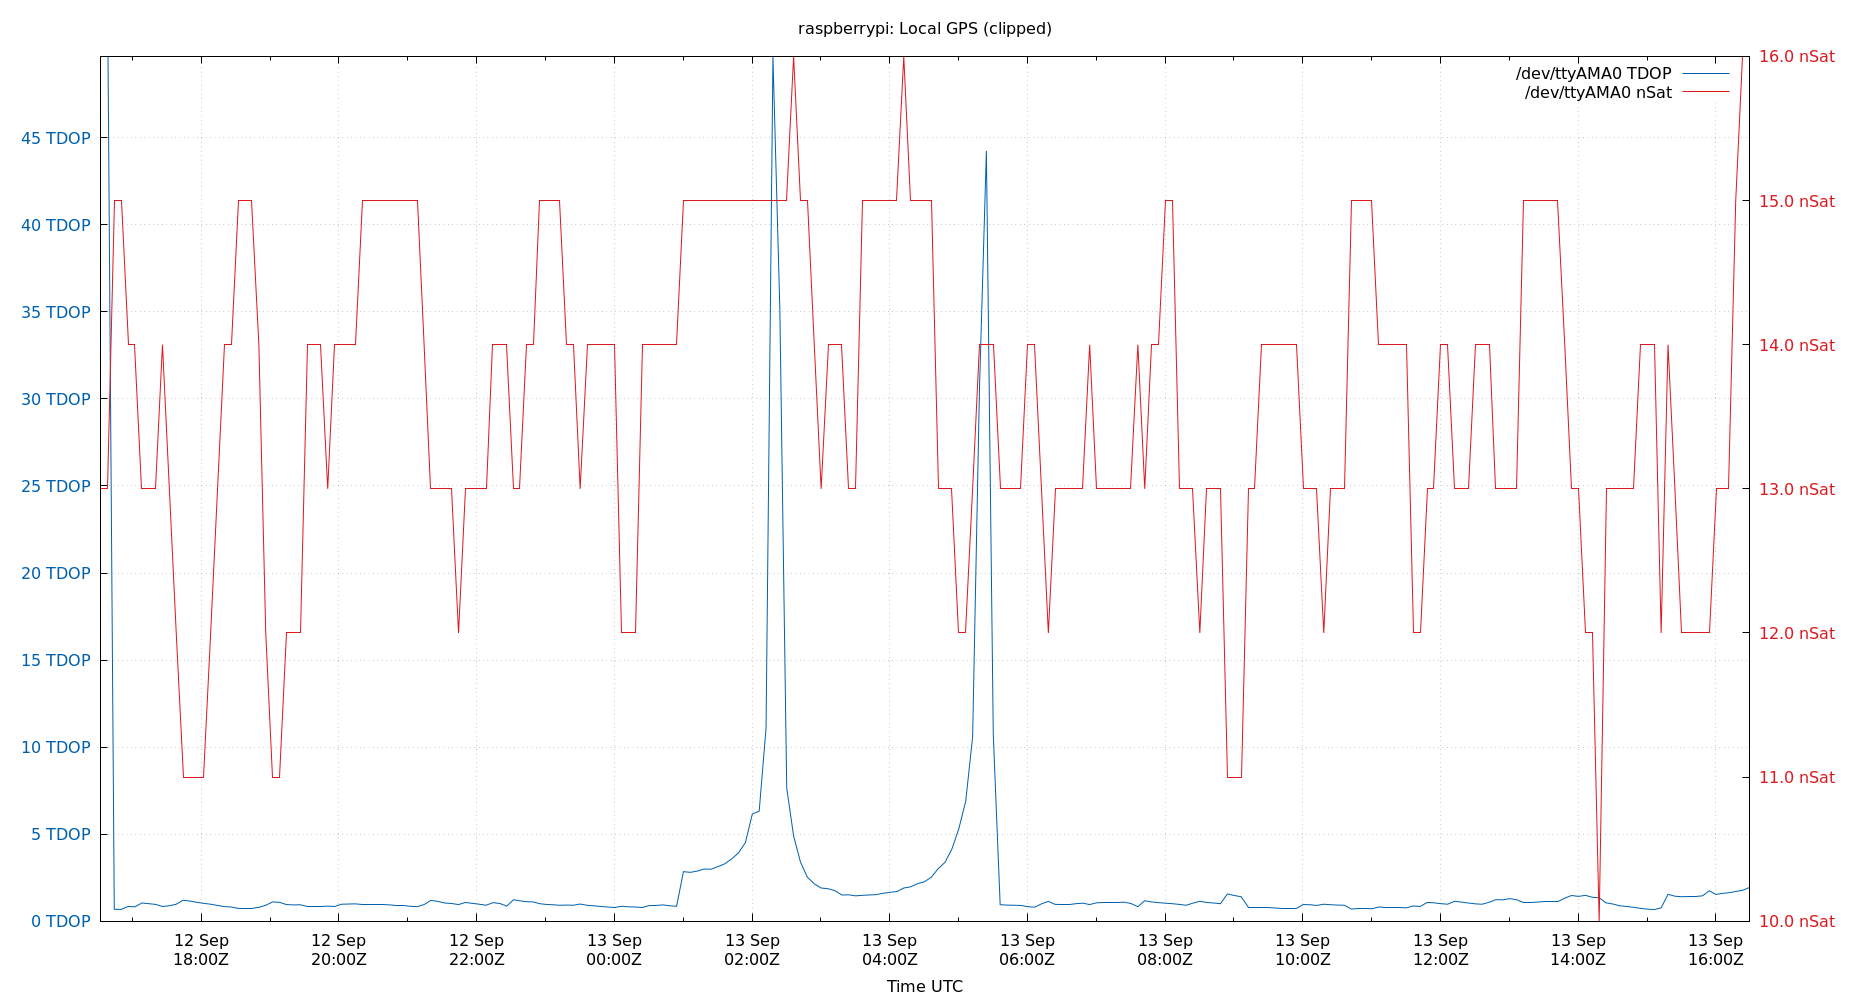 raspberrypi: Local GPS (clipped)
/dev/ttyAMA0 TDOP
/dev/ttyAMA0 nSat
45 TDOP
40 TDOP
35 TDOP
30 TDOP
25 TDOP
20 TDOP
15 TDOP
10 TDOP
5 TDOP
0 TDOP
16.0 nSat
15.0 nSat
14.0 nSat
13.0 nSat
12.0 nSat
11.0 nSat
10.0 nSat
12 Sep
18:00Z
12 Sep
20:00Z
12 Sep
22:00Z
13 Sep
00:00Z
13 Sep
02:00Z
13 Sep
04:00Z
13 Sep
06:00Z
13 Sep
08:00Z
13 Sep
10:00Z
13 Sep
12:00Z
13 Sep
14:00Z
13 Sep
16:00Z
Time UTC